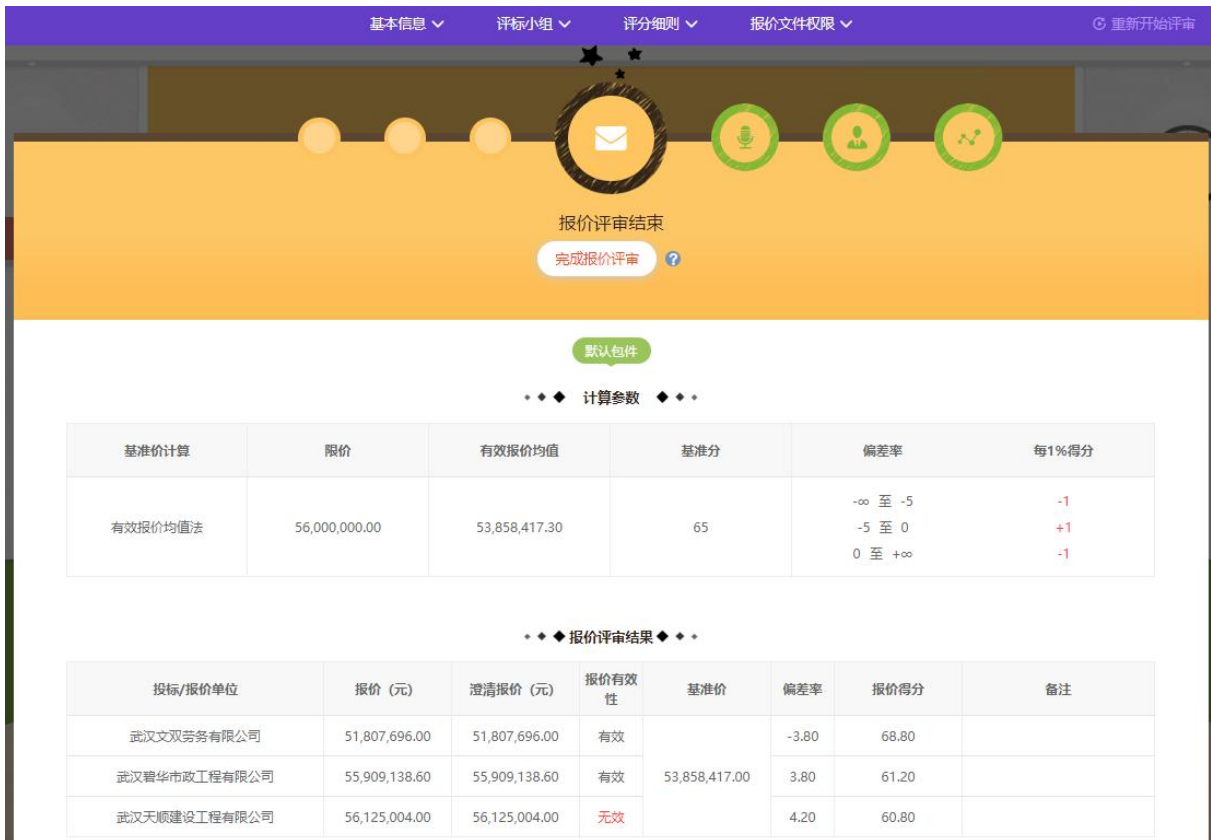 基本信息 评标小组 评分细则 报价文件权限 重新开始评审
报价评审结束
完成报价评审 ?
默认包件
计算参数
基准价计算 限价 有效报价均值 基准分 偏差率 每1%得分
-∞ 至 -5 -1
有效报价均值法 56,000,000.00 53,858,417.30 65 -5 至 0 +1
0 至 +∞ -1
报价评审结果
投标/报价单位 报价（元） 澄清报价（元） 报价有效性 基准价 偏差率 报价得分 备注
武汉文双劳务有限公司 51,807,696.00 51,807,696.00 有效 -3.80 68.80
武汉碧华市政工程有限公司 55,909,138.60 55,909,138.60 有效 53,858,417.00 3.80 61.20
武汉天顺建设工程有限公司 56,125,004.00 56,125,004.00 无效 4.20 60.80